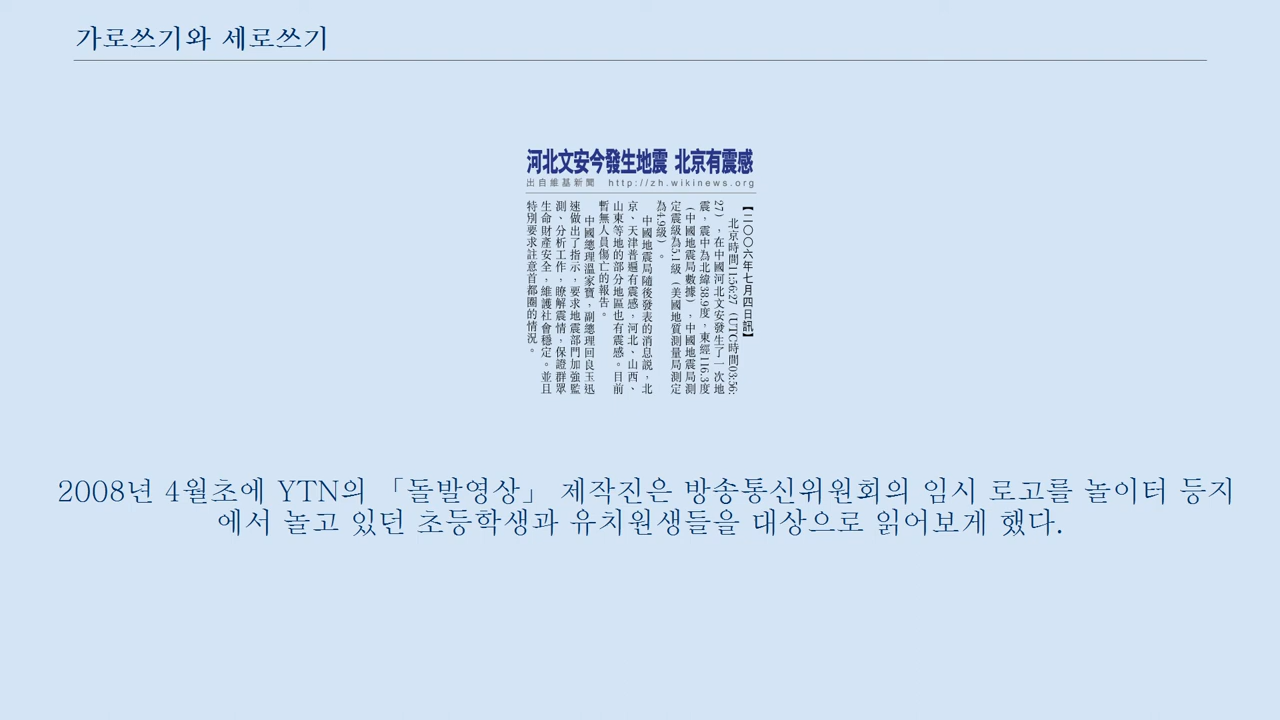 가로쓰기와 세로쓰기
河北文安今發生地震 北京有震感
出自維基新聞 http://zh.wikinews.org
【二〇〇六年七月四日訊】
北京時間11:56:27（UTC時間03:56:
27），在中國河北文安發生了一次地
震，震中為北緯38.9度，東經116.3度
（中國地震局數據），中國地震局測
定震級為5.1級（美國地質測量局測定
為4.9級）。
中國地震局隨後發表的消息説，北
京、天津普遍有震感，河北、山西、
山東等地的部分地區也有震感。目前
暫無人員傷亡的報告。
中國總理溫家寶，副總理回良玉迅
速做出了指示，要求地震部門加強監
測、分析工作，瞭解震情，保證群眾
生命財產安全，維護社會穩定。並且
特別要求註意首都圈的情況。
2008년 4월초에 YTN의 「돌발영상」 제작진은 방송통신위원회의 임시 로고를 놀이터 등지
에서 놀고 있던 초등학생과 유치원생들을 대상으로 읽어보게 했다.